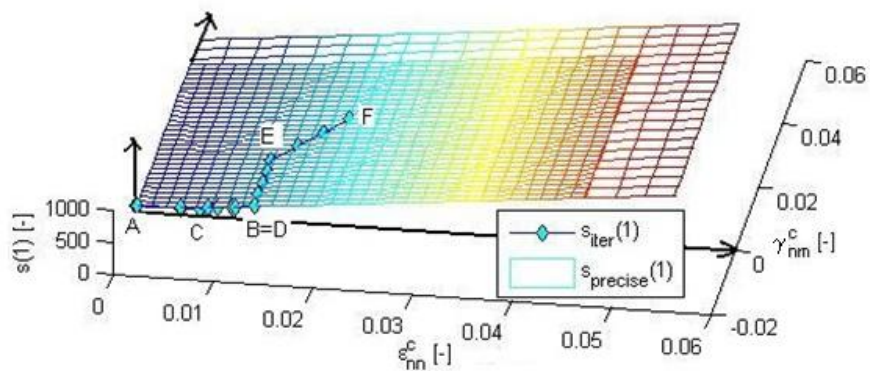 F
E
A
C
B=D
1000
500
0
s(1) [-]
0
0.01
0.02
0.03
0.04
0.05
0.06
ε^c_nn [-]
-0.02
0
0.02
0.04
0.06
γ^c_nm [-]
s_iter(1)
s_precise(1)